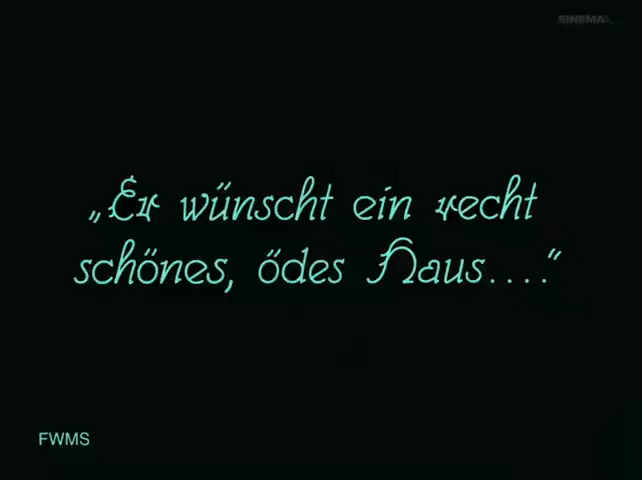 SINEMA
„Er wünscht ein recht
schönes, ödes Haus....“
FWMS